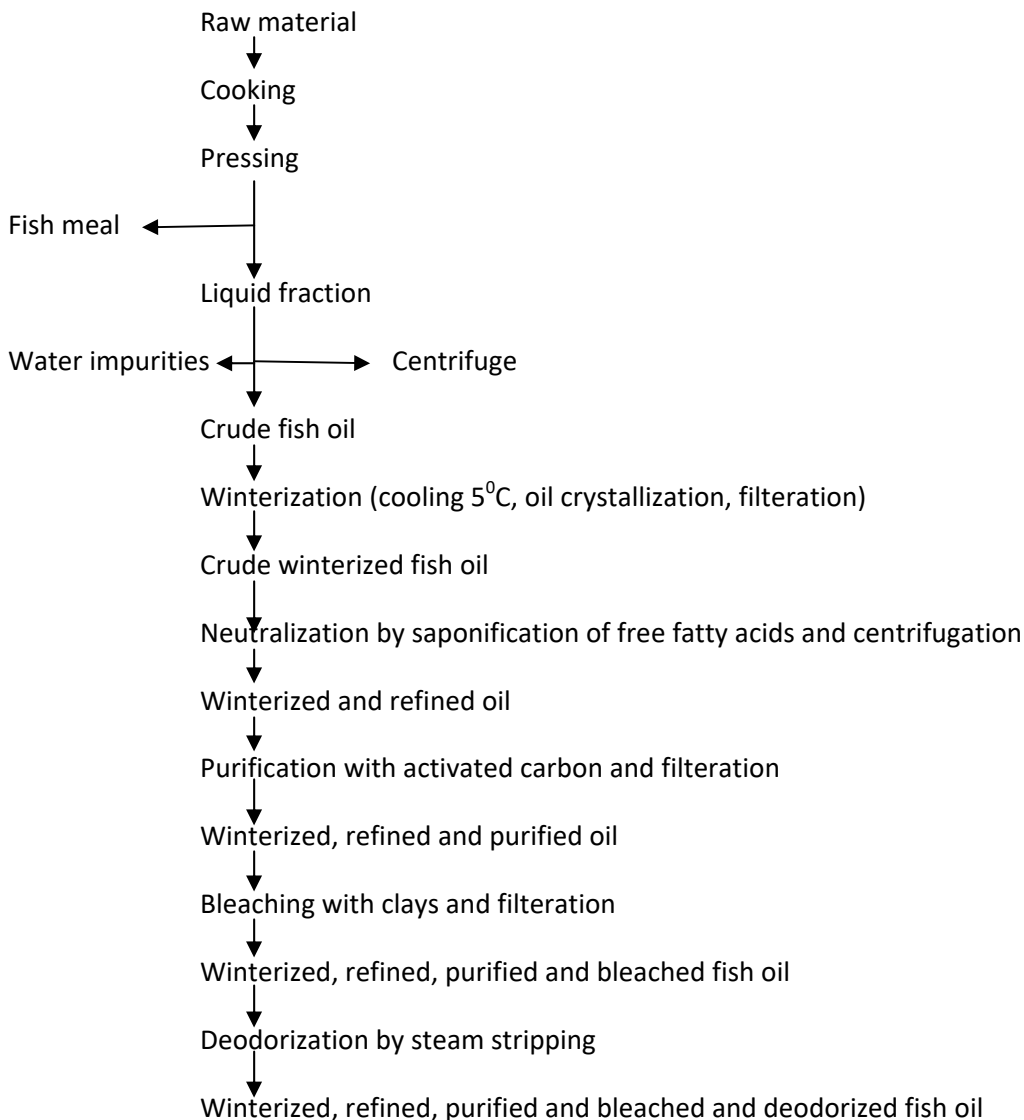 Raw material
Cooking
Pressing
Fish meal
Liquid fraction
Water impurities Centrifuge
Crude fish oil
Winterization (cooling 5⁰C, oil crystallization, filteration)
Crude winterized fish oil
Neutralization by saponification of free fatty acids and centrifugation
Winterized and refined oil
Purification with activated carbon and filteration
Winterized, refined and purified oil
Bleaching with clays and filteration
Winterized, refined, purified and bleached fish oil
Deodorization by steam stripping
Winterized, refined, purified and bleached and deodorized fish oil